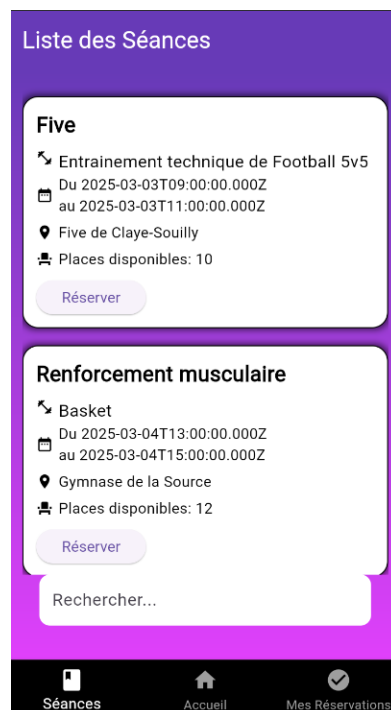 Liste des Séances
Five
Entrainement technique de Football 5v5
Du 2025-03-03T09:00:00.000Z
au 2025-03-03T11:00:00.000Z
Five de Claye-Souilly
Places disponibles: 10
Réserver
Renforcement musculaire
Basket
Du 2025-03-04T13:00:00.000Z
au 2025-03-04T15:00:00.000Z
Gymnase de la Source
Places disponibles: 12
Réserver
Rechercher...
Séances
Accueil
Mes Réservations